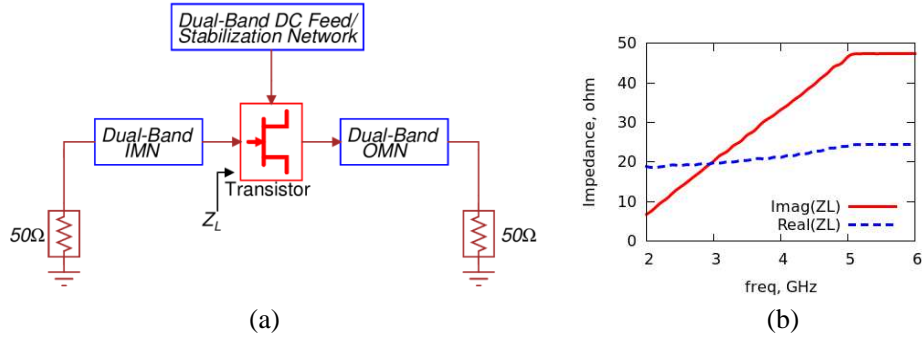 Dual-Band DC Feed/
Stabilization Network
Dual-Band
IMN
Dual-Band
OMN
Transistor
ZL
50Ω
50Ω
(a)
50
40
30
20
10
0
Impedance, ohm
Imag(ZL)
Real(ZL)
2 3 4 5 6
freq, GHz
(b)